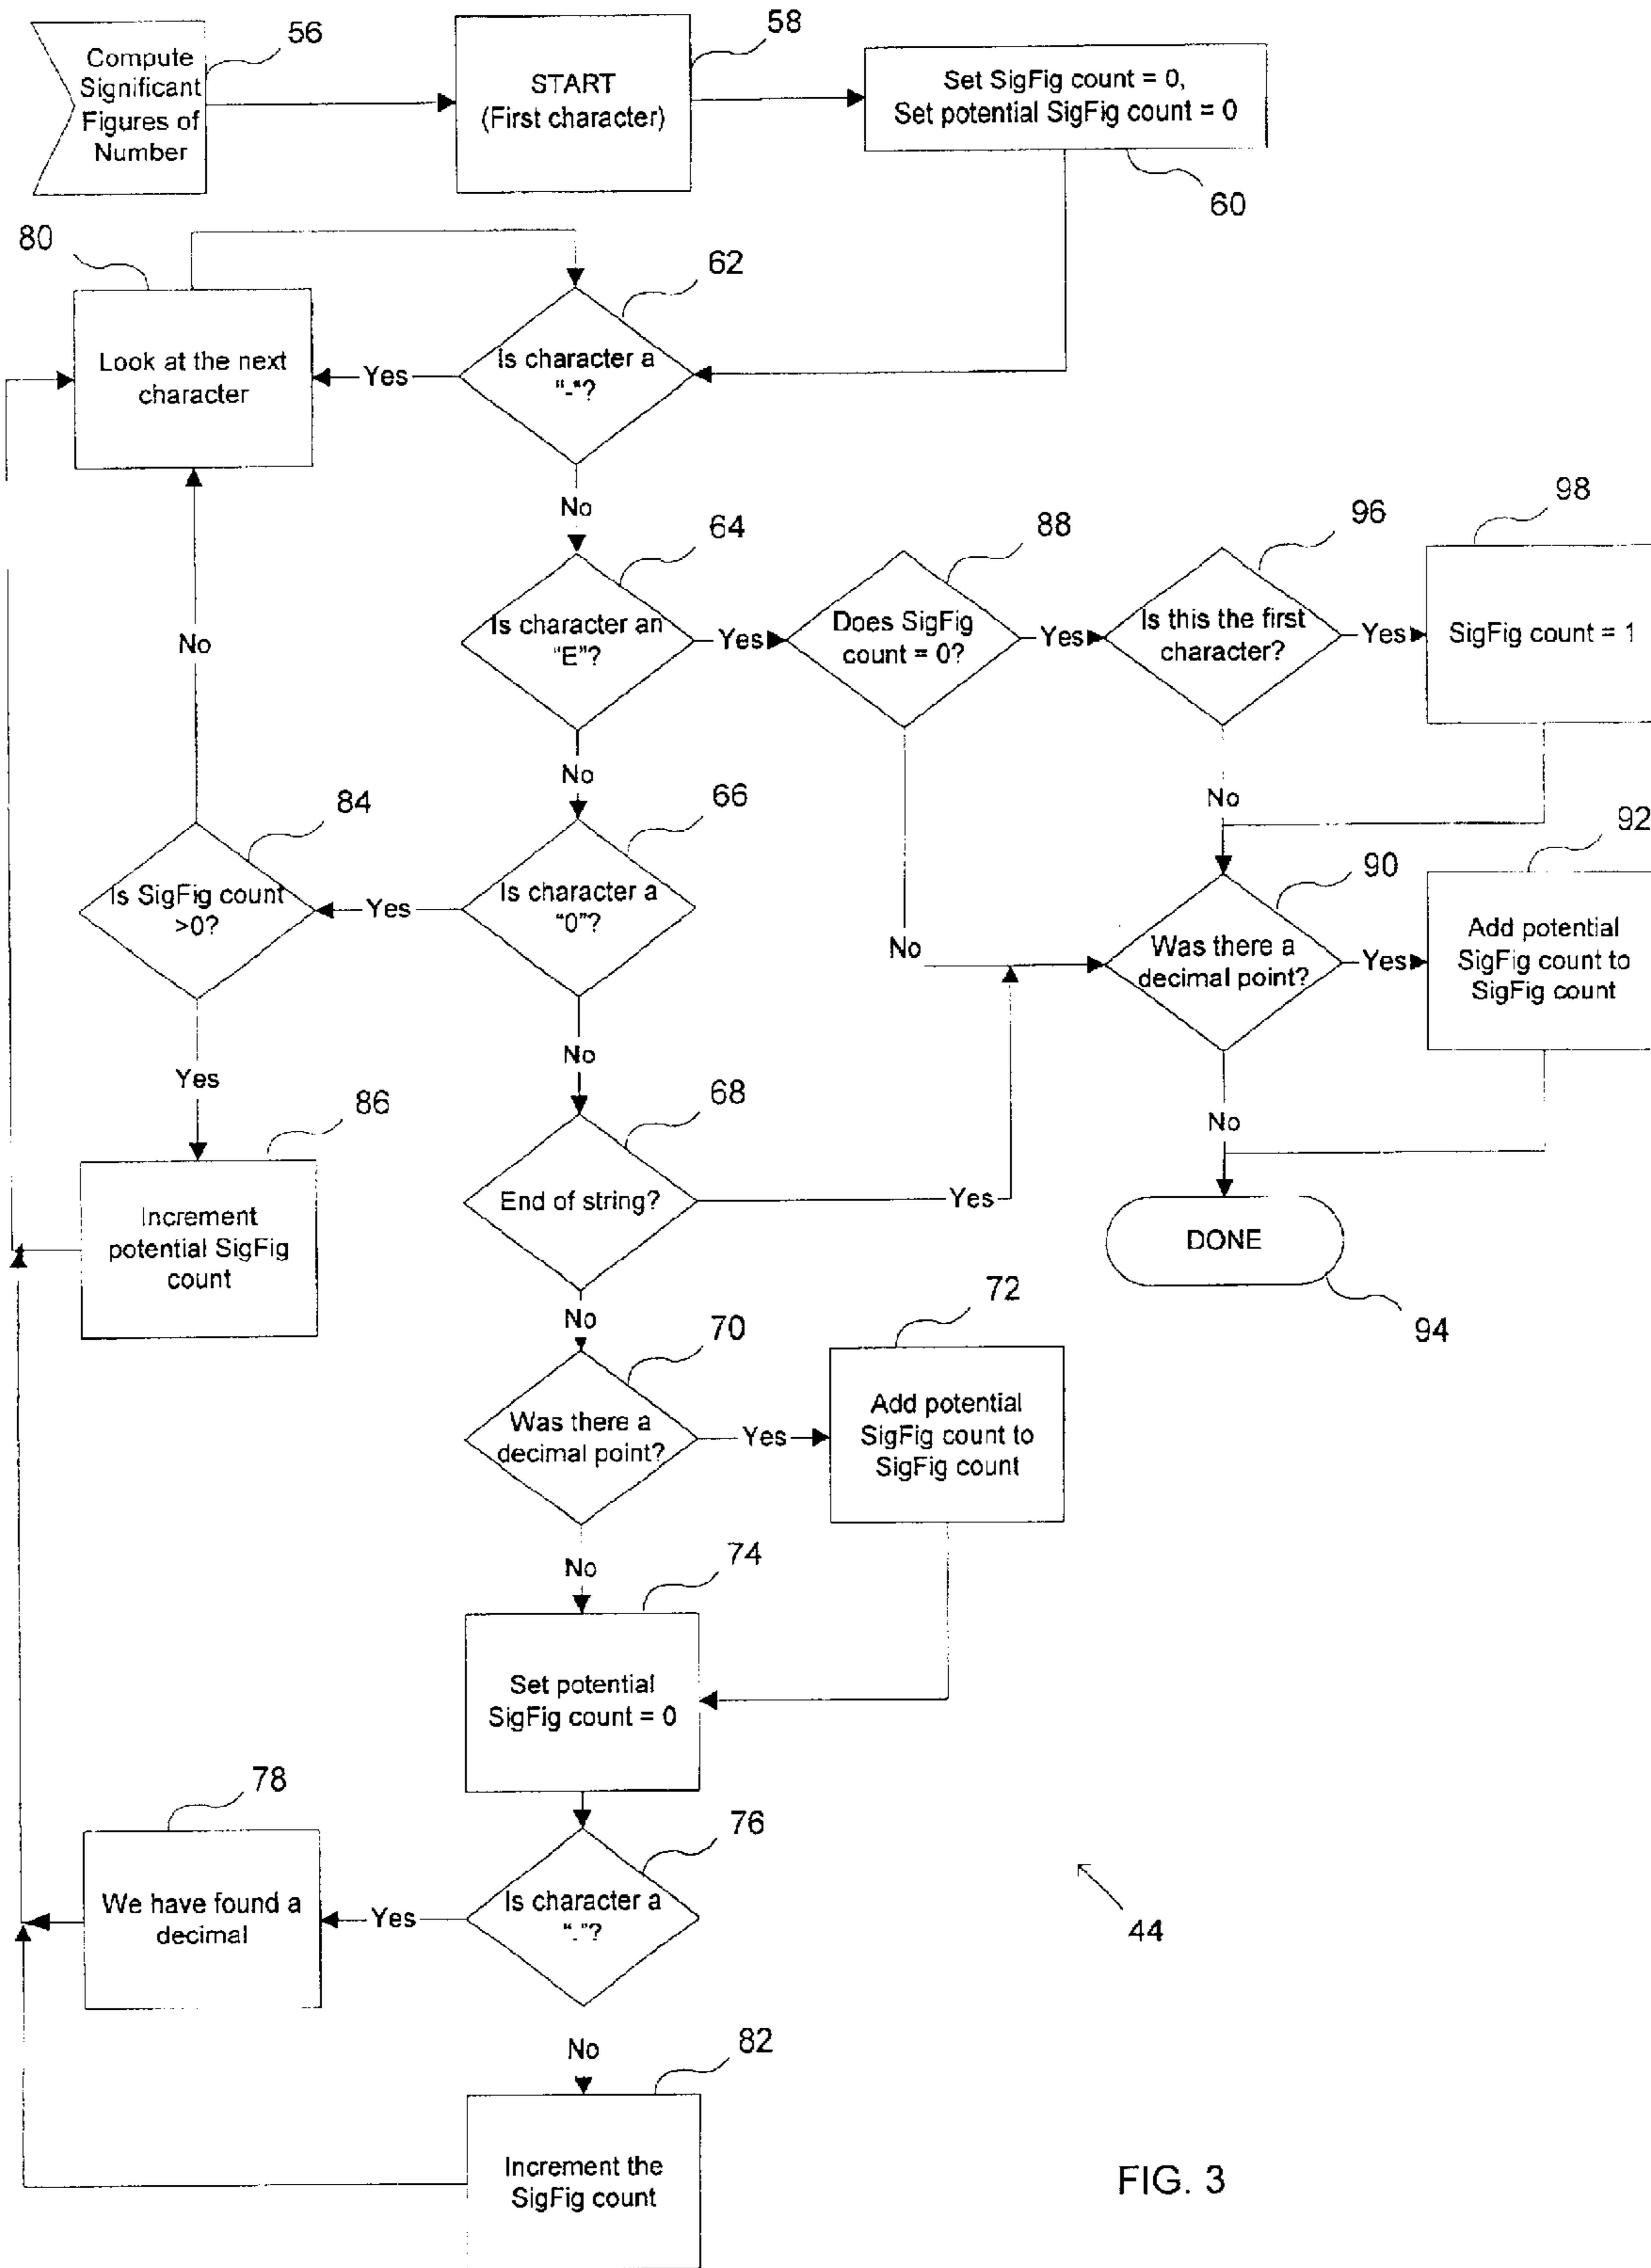 56
Compute
Significant
Figures of
Number
58
START
(First character)
Set SigFig count = 0,
Set potential SigFig count = 0
60
80
Look at the next
character
62
Is character a
"-"?
Yes
No
64
Is character an
"E"?
Yes
88
Does SigFig
count = 0?
Yes
96
Is this the first
character?
Yes
98
SigFig count = 1
No
No
66
Is character a
"0"?
Yes
84
Is SigFig count
>0?
No
No
Yes
90
Was there a
decimal point?
Yes
92
Add potential
SigFig count to
SigFig count
No
86
Increment
potential SigFig
count
No
68
End of string?
Yes
DONE
94
No
70
Was there a
decimal point?
Yes
72
Add potential
SigFig count to
SigFig count
No
74
Set potential
SigFig count = 0
76
Is character a
"."?
Yes
78
We have found a
decimal
44
No
82
Increment the
SigFig count
FIG. 3